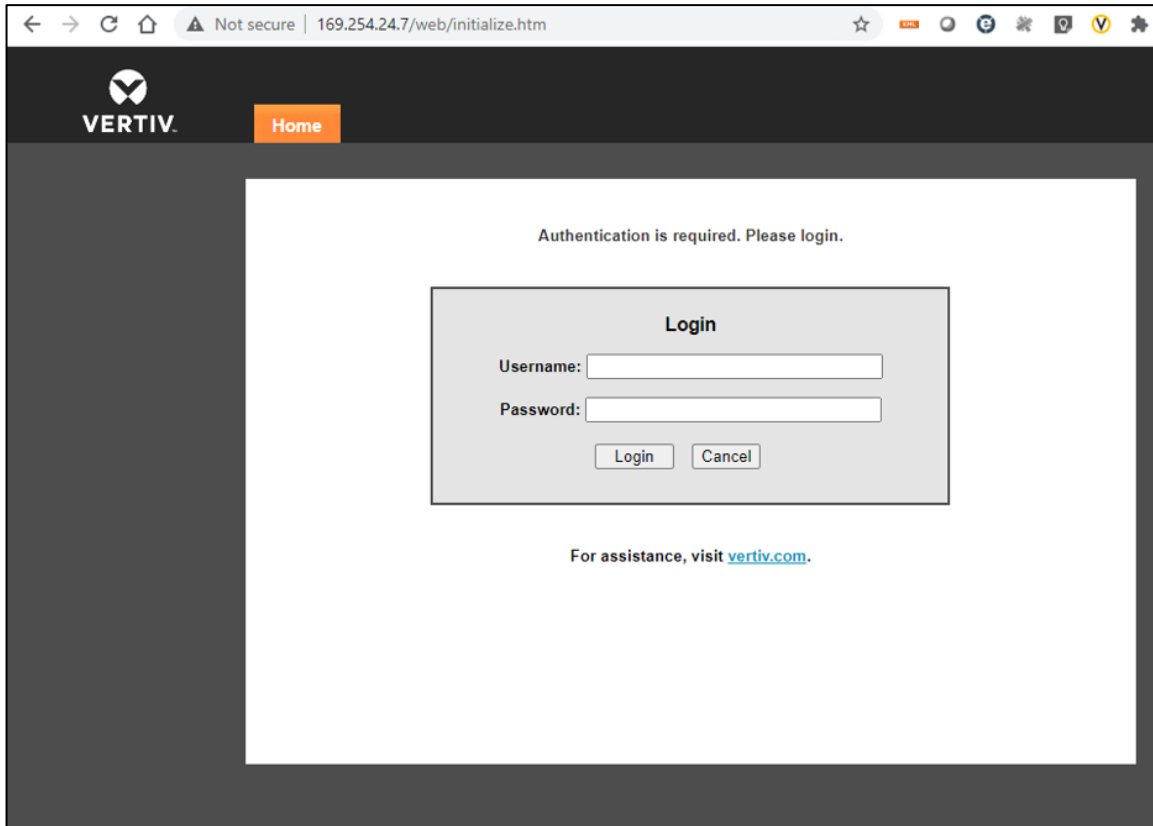 Not secure | 169.254.24.7/web/initialize.htm
VERTIV™
Home
Authentication is required. Please login.
Login
Username:
Password:
Login Cancel
For assistance, visit vertiv.com.